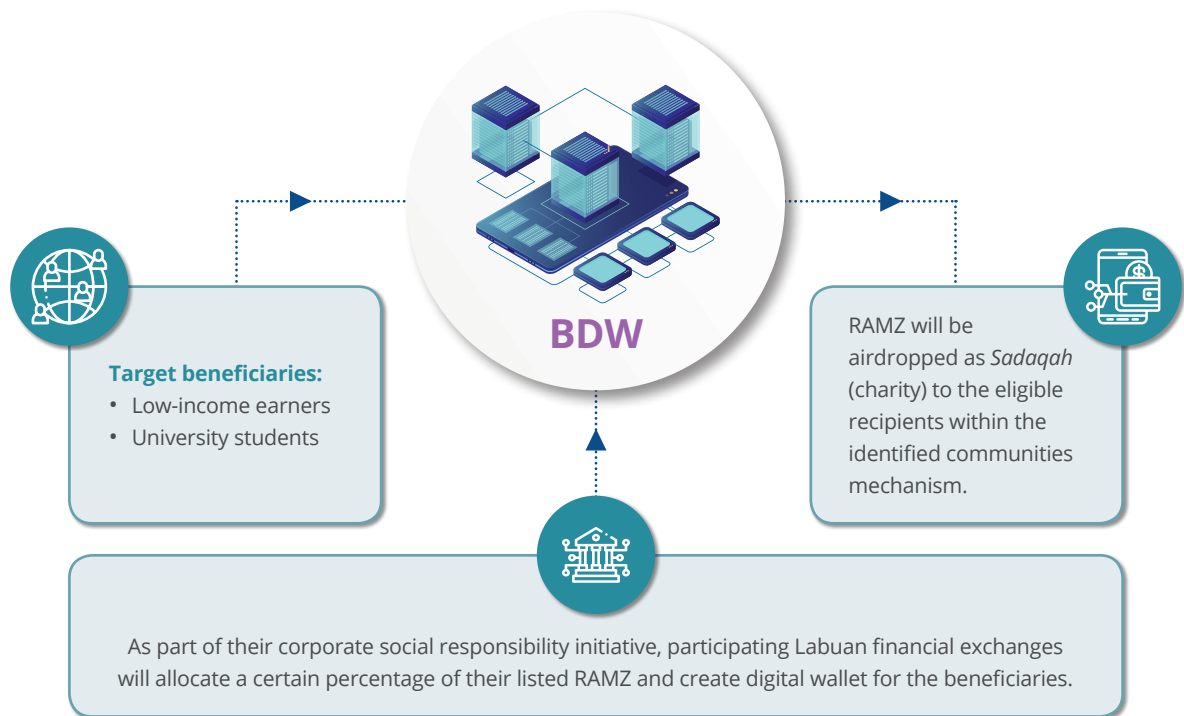 BDW
Target beneficiaries:
• Low-income earners
• University students
RAMZ will be
airdropped as Sadaqah
(charity) to the eligible
recipients within the
identified communities
mechanism.
As part of their corporate social responsibility initiative, participating Labuan financial exchanges
will allocate a certain percentage of their listed RAMZ and create digital wallet for the beneficiaries.